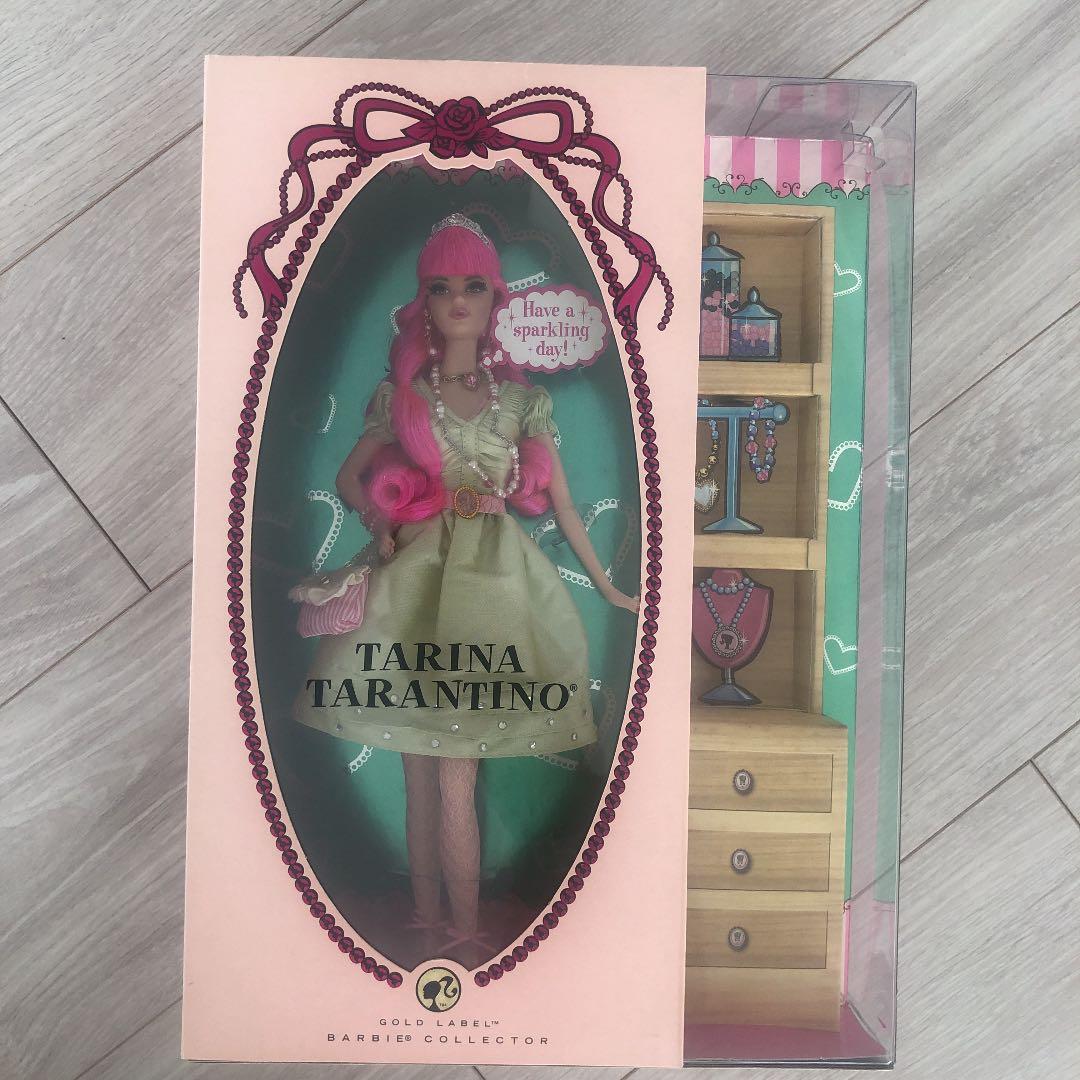 Have a
sparkling
day!
TARINA
TARANTINO®
GOLD LABEL™
BARBIE® COLLECTOR